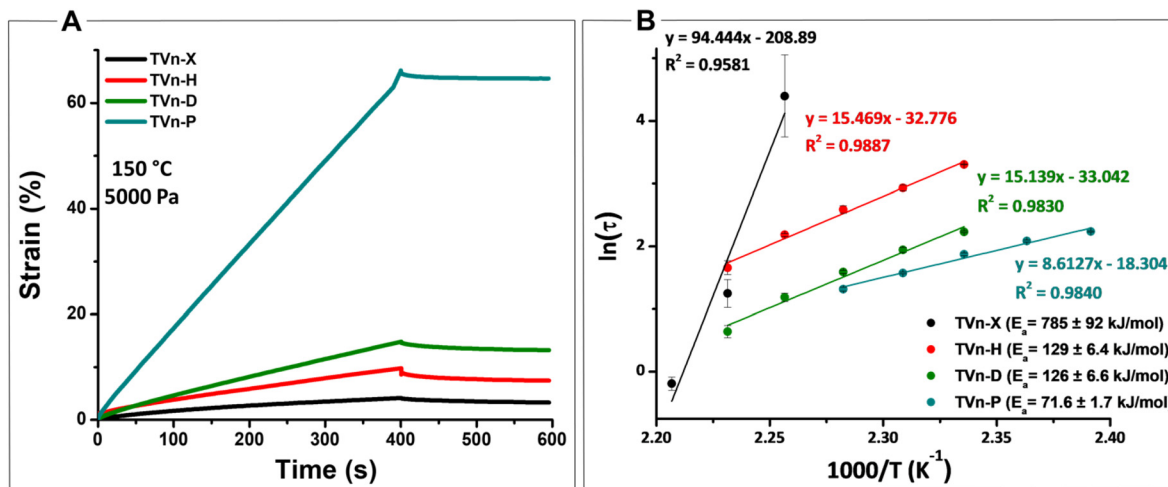 A
TVn-X
TVn-H
TVn-D
TVn-P
150 °C
5000 Pa
Strain (%)
60
40
20
0
0
100
200
300
400
500
600
Time (s)
B
y = 94.444x - 208.89
R² = 0.9581
y = 15.469x - 32.776
R² = 0.9887
y = 15.139x - 33.042
R² = 0.9830
y = 8.6127x - 18.304
R² = 0.9840
TVn-X (Eₐ= 785 ± 92 kJ/mol)
TVn-H (Eₐ= 129 ± 6.4 kJ/mol)
TVn-D (Eₐ= 126 ± 6.6 kJ/mol)
TVn-P (Eₐ= 71.6 ± 1.7 kJ/mol)
ln(τ)
4
2
0
2.20
2.25
2.30
2.35
2.40
1000/T (K⁻¹)